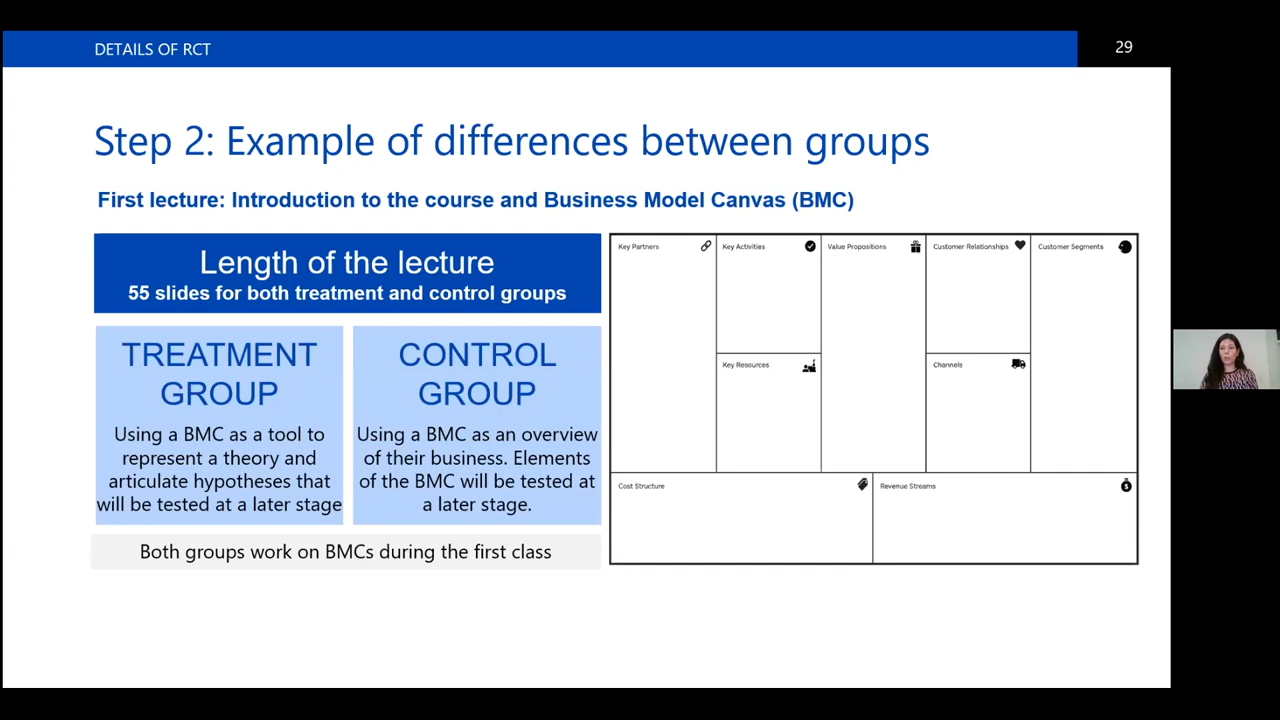 DETAILS OF RCT
29
Step 2: Example of differences between groups
First lecture: Introduction to the course and Business Model Canvas (BMC)
Length of the lecture
55 slides for both treatment and control groups
TREATMENT
GROUP
Using a BMC as a tool to
represent a theory and
articulate hypotheses that
will be tested at a later stage
CONTROL
GROUP
Using a BMC as an overview
of their business. Elements
of the BMC will be tested at
a later stage.
Both groups work on BMCs during the first class
Key Partners
Key Activities
Value Propositions
Customer Relationships
Customer Segments
Key Resources
Channels
Cost Structure
Revenue Streams